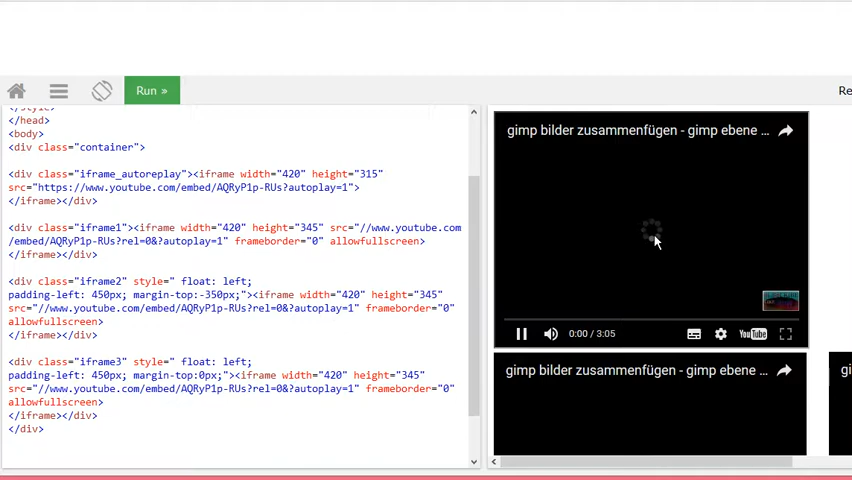 Run »
Re
</style>
</head>
<body>
<div class="container">
<div class="iframe_autoreplay"><iframe width="420" height="315"
src="https://www.youtube.com/embed/AQRyP1p-RUs?autoplay=1">
</iframe></div>
<div class="iframe1"><iframe width="420" height="345" src="//www.youtube.com
/embed/AQRyP1p-RUs?rel=0&?autoplay=1" frameborder="0" allowfullscreen>
</iframe></div>
<div class="iframe2" style=" float: left;
padding-left: 450px; margin-top:-350px;"><iframe width="420" height="345"
src="//www.youtube.com/embed/AQRyP1p-RUs?rel=0&?autoplay=1" frameborder="0"
allowfullscreen>
</iframe></div>
<div class="iframe3" style=" float: left;
padding-left: 450px; margin-top:0px;"><iframe width="420" height="345"
src="//www.youtube.com/embed/AQRyP1p-RUs?rel=0&?autoplay=1" frameborder="0"
allowfullscreen>
</iframe></div>
</div>
gimp bilder zusammenfügen - gimp ebene ...
0:00 / 3:05
YouTube
gimp bilder zusammenfügen - gimp ebene ...
gi